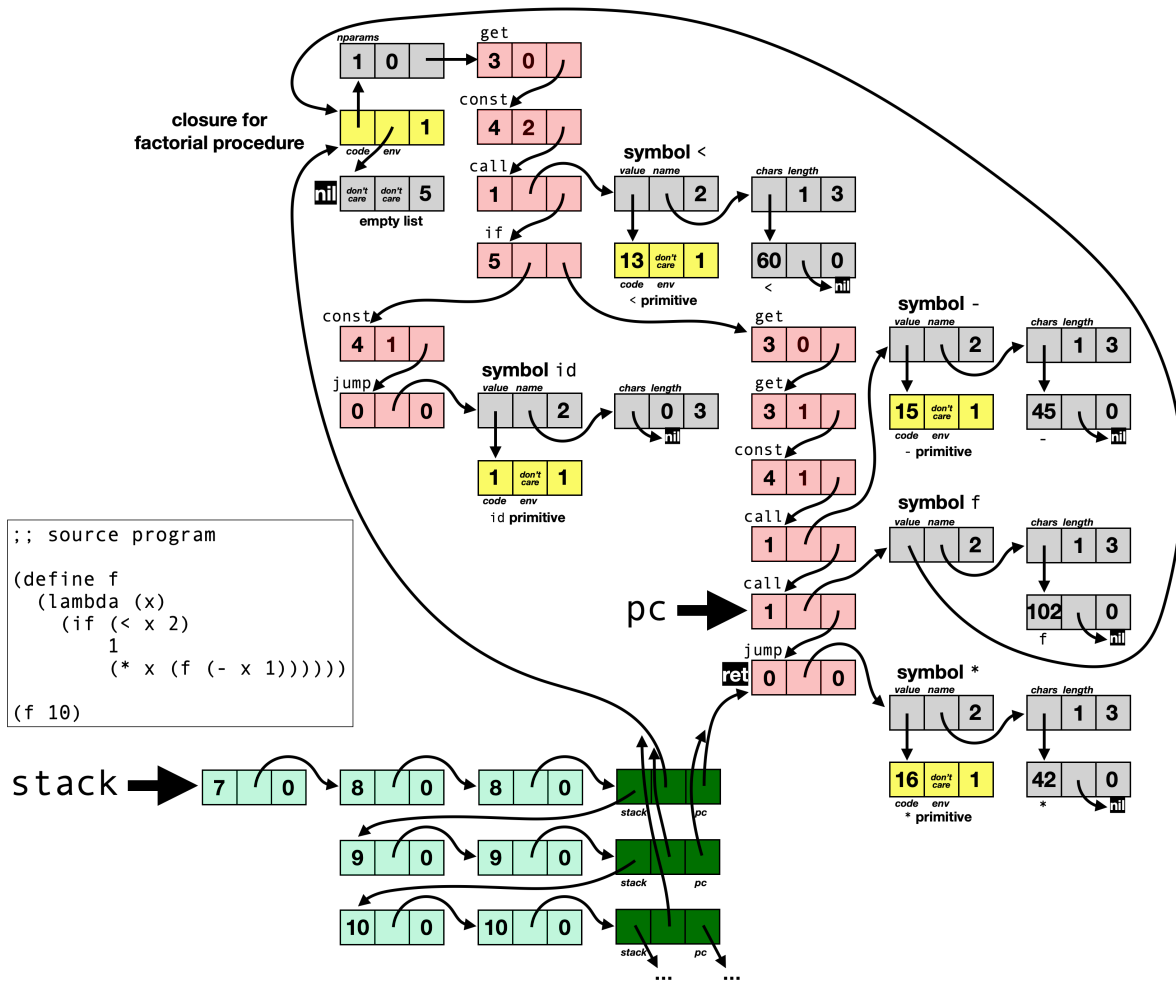 get
nparams
1 0
3 0
closure for
factorial procedure
const
1
4 2
code env
call
symbol <
value name
chars length
nil
don't care
don't care
5
empty list
1
2
1 3
if
5
13
don't care
1
60
0
code env
< primitive
<
nil
const
4 1
get
3 0
symbol -
value name
chars length
2
1 3
jump
0 0
symbol id
value name
chars length
2
0 3
nil
get
3 1
15
don't care
1
45
0
code env
- primitive
-
nil
1
don't care
1
code env
id primitive
const
4 1
call
1
symbol f
value name
chars length
2
1 3
;; source program
(define f
(lambda (x)
(if (< x 2)
1
(* x (f (- x 1))))))
(f 10)
call
pc
1
102
0
f
nil
jump
ret
0 0
symbol *
value name
chars length
2
1 3
16
don't care
1
42
0
code env
* primitive
*
nil
stack
7 0
8 0
8 0
stack pc
9 0
9 0
stack pc
10 0
10 0
stack pc
... ...